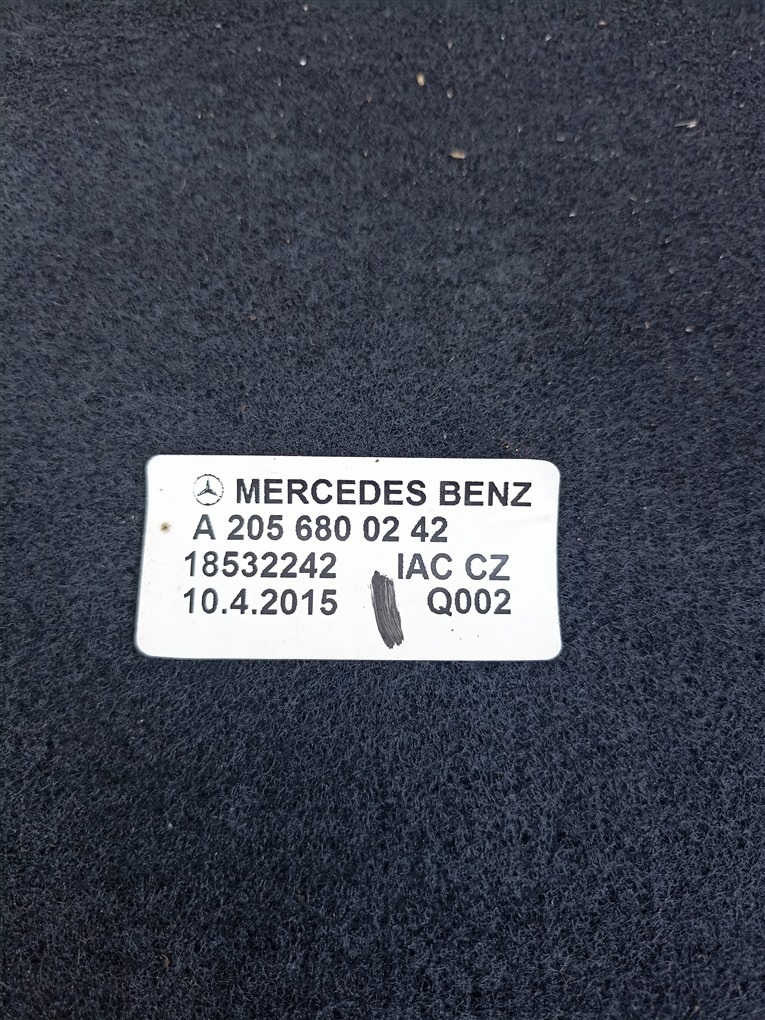 MERCEDES BENZ
A 205 680 02 42
18532242 IAC CZ
10.4.2015 Q002